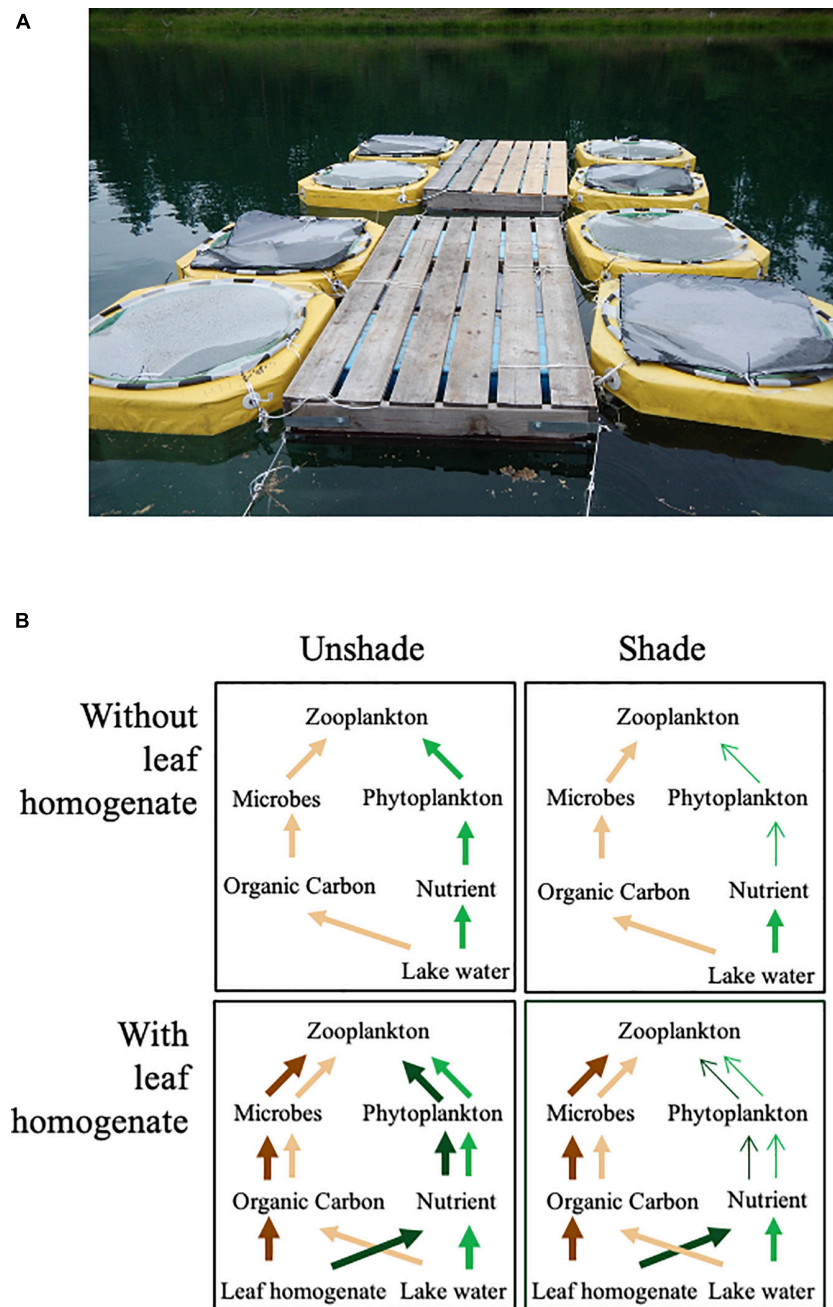 A
B
Unshade
Shade
Without
leaf
homogenate
Zooplankton
Microbes
Phytoplankton
Organic Carbon
Nutrient
Lake water
Zooplankton
Microbes
Phytoplankton
Organic Carbon
Nutrient
Lake water
With
leaf
homogenate
Zooplankton
Microbes
Phytoplankton
Organic Carbon
Nutrient
Leaf homogenate
Lake water
Zooplankton
Microbes
Phytoplankton
Organic Carbon
Nutrient
Leaf homogenate
Lake water